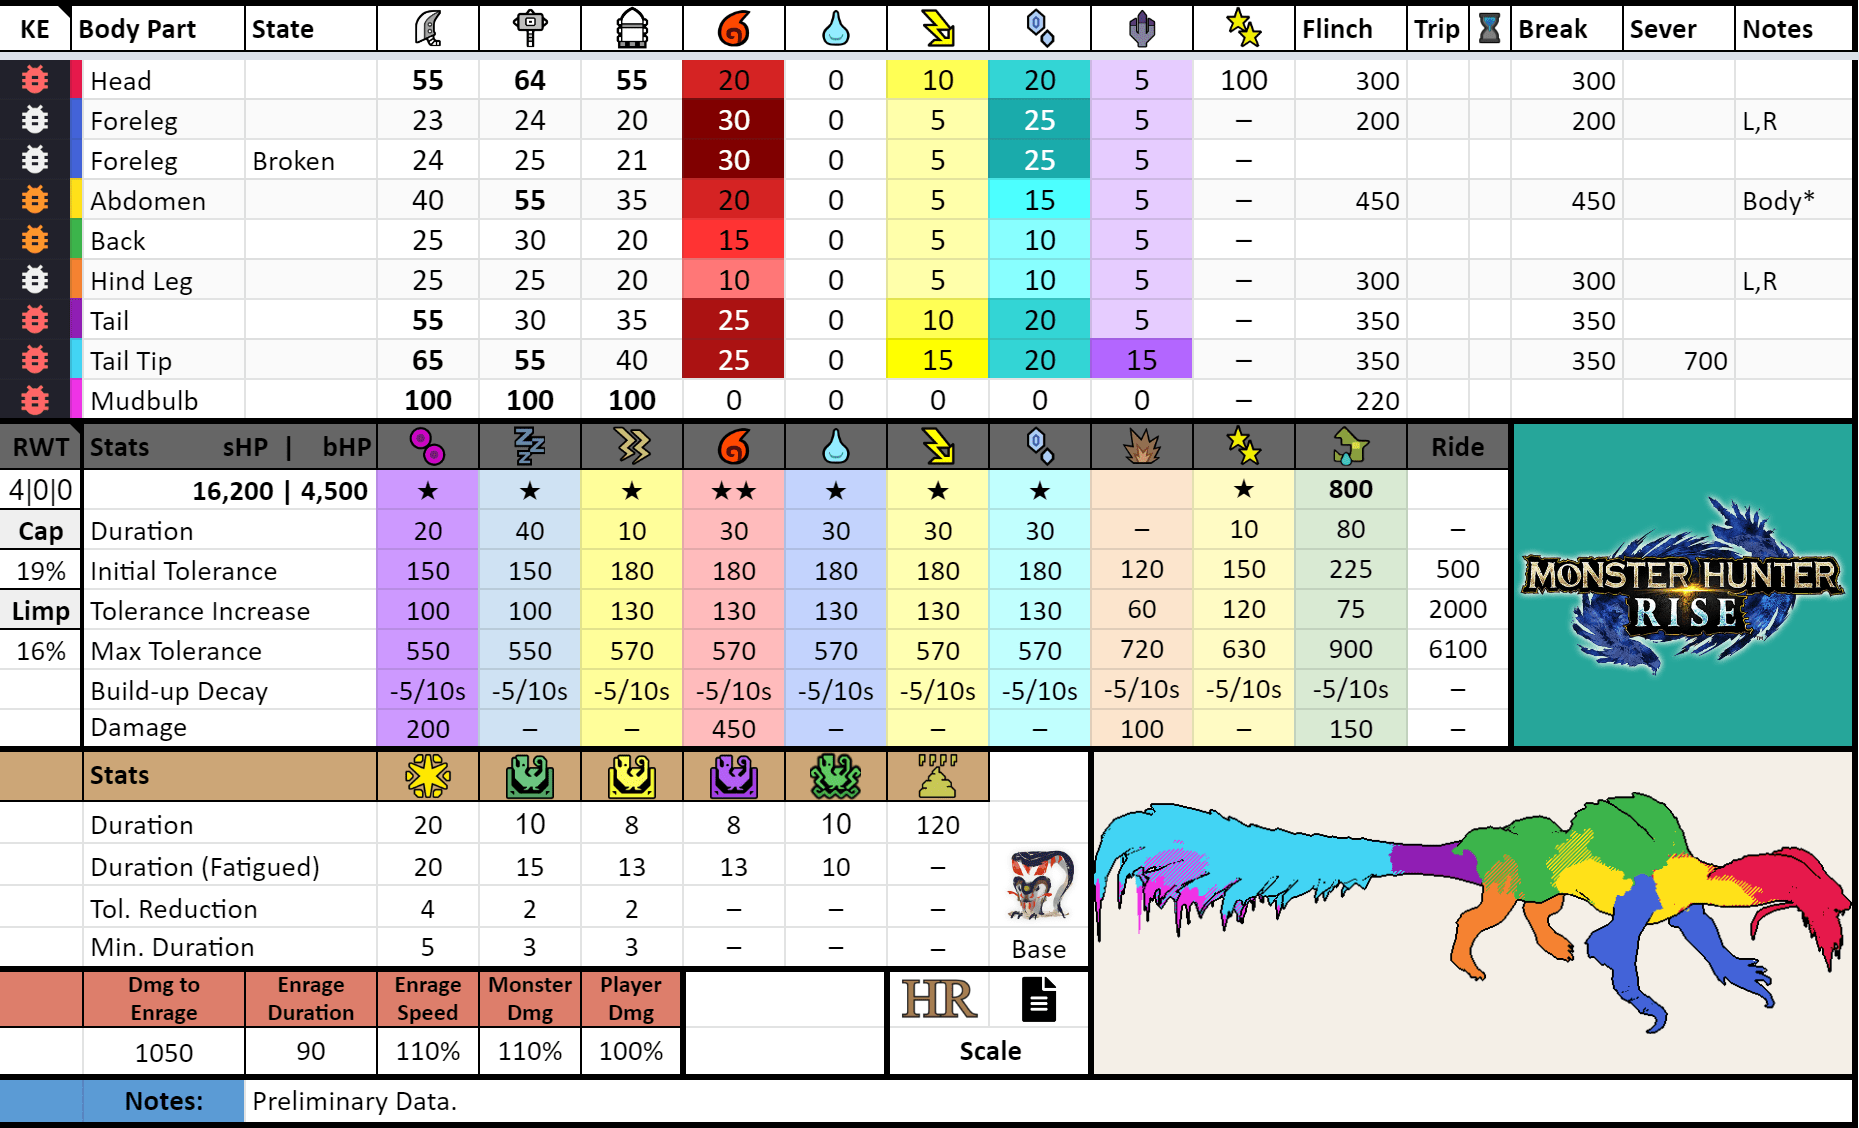 KE Body Part State Flinch Trip Break Sever Notes
Head 55 64 55 20 0 10 20 5 100 300 300
Foreleg 23 24 20 30 0 5 25 5 – 200 200 L,R
Foreleg Broken 24 25 21 30 0 5 25 5 –
Abdomen 40 55 35 20 0 5 15 5 – 450 450 Body*
Back 25 30 20 15 0 5 10 5 –
Hind Leg 25 25 20 10 0 5 10 5 – 300 300 L,R
Tail 55 30 35 25 0 10 20 5 – 350 350
Tail Tip 65 55 40 25 0 15 20 15 – 350 350 700
Mudbulb 100 100 100 0 0 0 0 0 – 220
RWT Stats sHP | bHP Ride
4|0|0 16,200 | 4,500 ★ ★ ★ ★★ ★ ★ ★ ★ 800
Cap Duration 20 40 10 30 30 30 30 – 10 80 –
19% Initial Tolerance 150 150 180 180 180 180 180 120 150 225 500
Limp Tolerance Increase 100 100 130 130 130 130 130 60 120 75 2000
16% Max Tolerance 550 550 570 570 570 570 570 720 630 900 6100
Build-up Decay -5/10s -5/10s -5/10s -5/10s -5/10s -5/10s -5/10s -5/10s -5/10s -5/10s –
Damage 200 – – 450 – – – 100 – 150 –
MONSTER HUNTER
RISE
Stats
Duration 20 10 8 8 10 120
Duration (Fatigued) 20 15 13 13 10 –
Tol. Reduction 4 2 2 – – –
Min. Duration 5 3 3 – – –
Base
Dmg to Enrage Enrage Duration Enrage Speed Monster Dmg Player Dmg
HR
1050 90 110% 110% 100%
Scale
Notes: Preliminary Data.